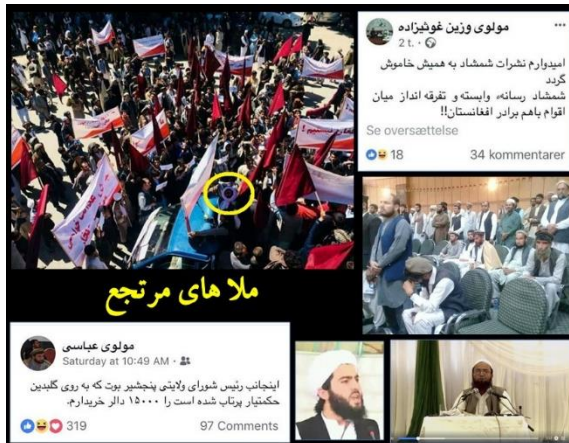 مولوی وزین غوثیزاده
2 t. ·
امیدوارم نشرات شمشاد به همیش خاموش
گردد
شمشاد رسانهء وابسته و تفرقه انداز میان
اقوام باهم برادر افغانستان!!
Se oversættelse
18 34 kommentarer
ملا های مرتجع
مولوی عباسی
Saturday at 10:49 AM ·
اینجانب رئیس شورای ولایتی پنجشیر بوت که به روی گلبدین
حکمتیار پرتاب شده است را ۱۵۰۰۰ دالر خریدارم.
319 97 Comments